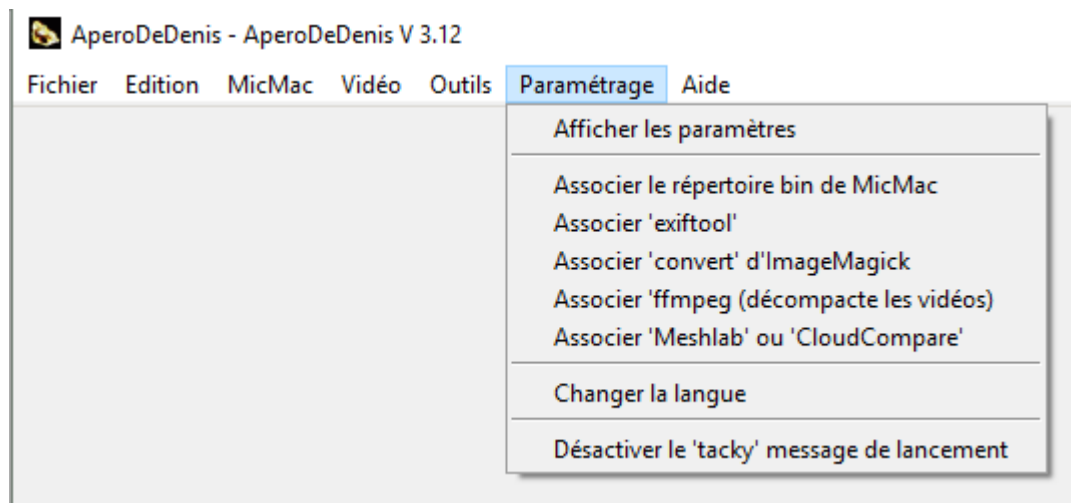 AperoDeDenis - AperoDeDenis V 3.12
Fichier Edition MicMac Vidéo Outils Paramétrage Aide
Afficher les paramètres
Associer le répertoire bin de MicMac
Associer 'exiftool'
Associer 'convert' d'ImageMagick
Associer 'ffmpeg (décompacte les vidéos)
Associer 'Meshlab' ou 'CloudCompare'
Changer la langue
Désactiver le 'tacky' message de lancement